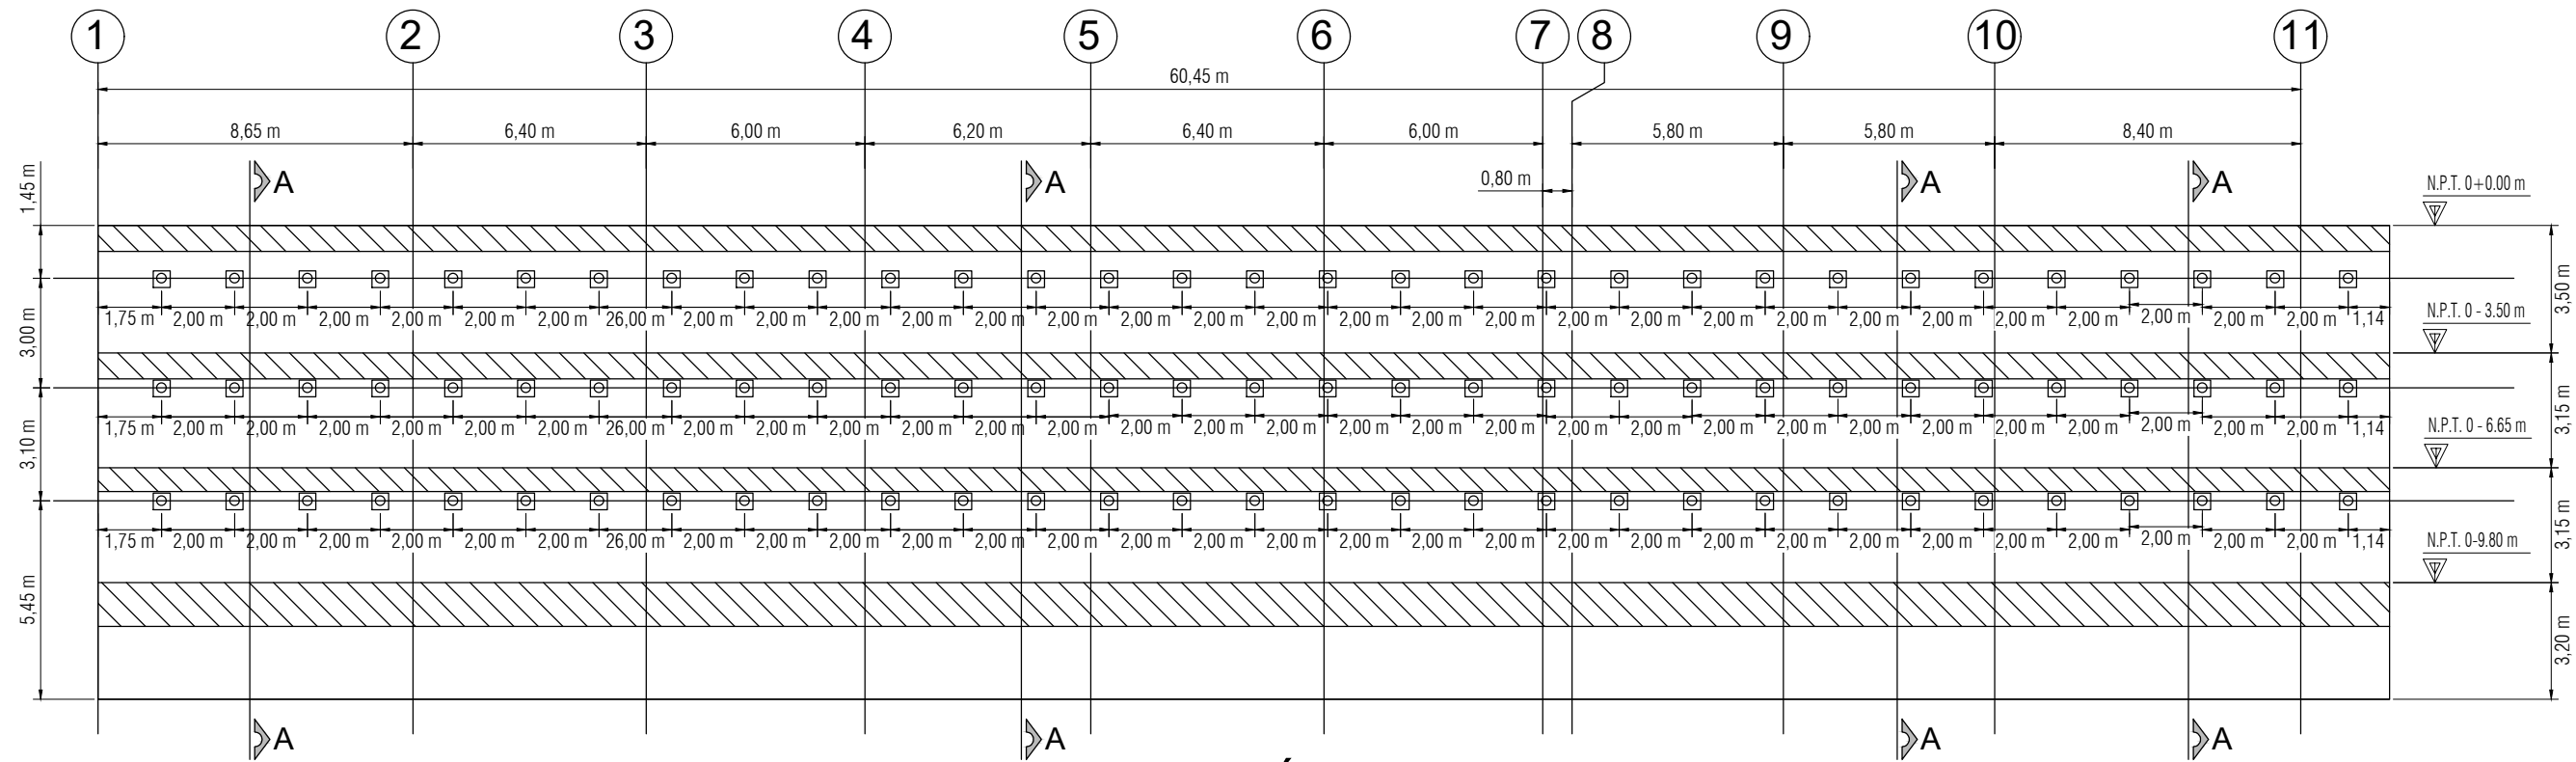 1 2 3 4 5 6 7 8 9 10 11
60,45 m
8,65 m 6,40 m 6,00 m 6,20 m 6,40 m 6,00 m 5,80 m 5,80 m 8,40 m
0,80 m
A A A A
N.P.T. 0+0.00 m
1,45 m
3,50 m
1,75 m 2,00 m 2,00 m 2,00 m 2,00 m 2,00 m 2,00 m 26,00 m 2,00 m 2,00 m 2,00 m 2,00 m 2,00 m 2,00 m 2,00 m 2,00 m 2,00 m 2,00 m 2,00 m 2,00 m 2,00 m 2,00 m 2,00 m 2,00 m 2,00 m 2,00 m 2,00 m 2,00 m 2,00 m 2,00 m 2,00 m 1,14
N.P.T. 0 - 3.50 m
3,00 m
3,15 m
1,75 m 2,00 m 2,00 m 2,00 m 2,00 m 2,00 m 2,00 m 26,00 m 2,00 m 2,00 m 2,00 m 2,00 m 2,00 m 2,00 m 2,00 m 2,00 m 2,00 m 2,00 m 2,00 m 2,00 m 2,00 m 2,00 m 2,00 m 2,00 m 2,00 m 2,00 m 2,00 m 2,00 m 2,00 m 2,00 m 2,00 m 1,14
N.P.T. 0 - 6.65 m
3,10 m
3,15 m
1,75 m 2,00 m 2,00 m 2,00 m 2,00 m 2,00 m 2,00 m 26,00 m 2,00 m 2,00 m 2,00 m 2,00 m 2,00 m 2,00 m 2,00 m 2,00 m 2,00 m 2,00 m 2,00 m 2,00 m 2,00 m 2,00 m 2,00 m 2,00 m 2,00 m 2,00 m 2,00 m 2,00 m 2,00 m 2,00 m 2,00 m 1,14
N.P.T. 0-9.80 m
5,45 m
3,20 m
A A A A